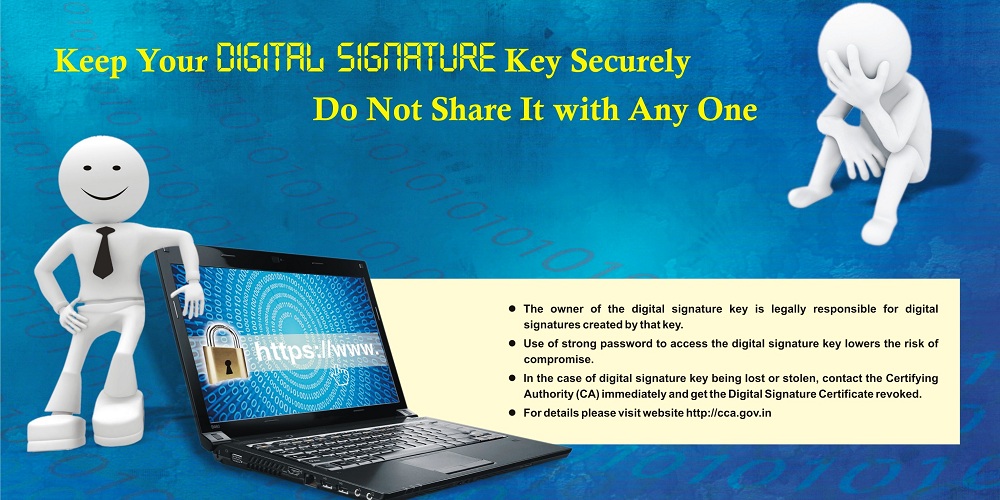 Keep Your DIGITAL SIGNATURE Key Securely
Do Not Share It with Any One
https://www.
● The owner of the digital signature key is legally responsible for digital
signatures created by that key.
● Use of strong password to access the digital signature key lowers the risk of
compromise.
● In the case of digital signature key being lost or stolen, contact the Certifying
Authority (CA) immediately and get the Digital Signature Certificate revoked.
● For details please visit website http://cca.gov.in